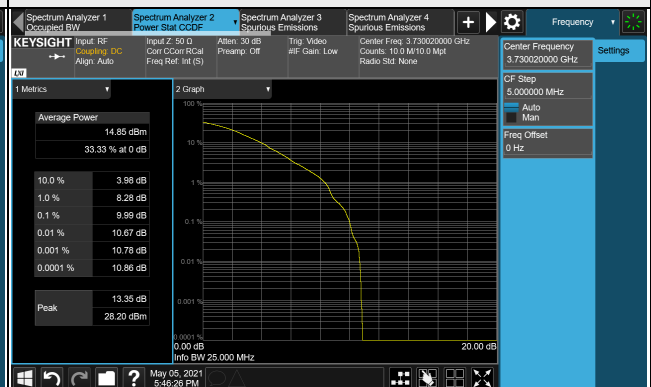 Spectrum Analyzer 1
Occupied BW
Spectrum Analyzer 2
Power Stat CCDF
Spectrum Analyzer 3
Spurious Emissions
Spectrum Analyzer 4
Spurious Emissions
Frequency
KEYSIGHT
Input: RF
Coupling: DC
Align: Auto
Input Z: 50 Ω
Corr CCorr RCal
Freq Ref: Int (S)
Atten: 30 dB
Preamp: Off
Trig: Video
#IF Gain: Low
Center Freq: 3.730020000 GHz
Counts: 10.0 M/10.0 Mpt
Radio Std: None
LXI
Center Frequency
3.730020000 GHz
Settings
CF Step
5.000000 MHz
Auto
Man
Freq Offset
0 Hz
1 Metrics
Average Power
14.85 dBm
33.33 % at 0 dB
10.0 % 3.98 dB
1.0 % 8.28 dB
0.1 % 9.99 dB
0.01 % 10.67 dB
0.001 % 10.78 dB
0.0001 % 10.86 dB
Peak
13.35 dB
28.20 dBm
2 Graph
100 %
10 %
1 %
0.1 %
0.01 %
0.001 %
0.0001 %
0.00 dB
20.00 dB
Info BW 25.000 MHz
May 05, 2021
5:46:26 PM